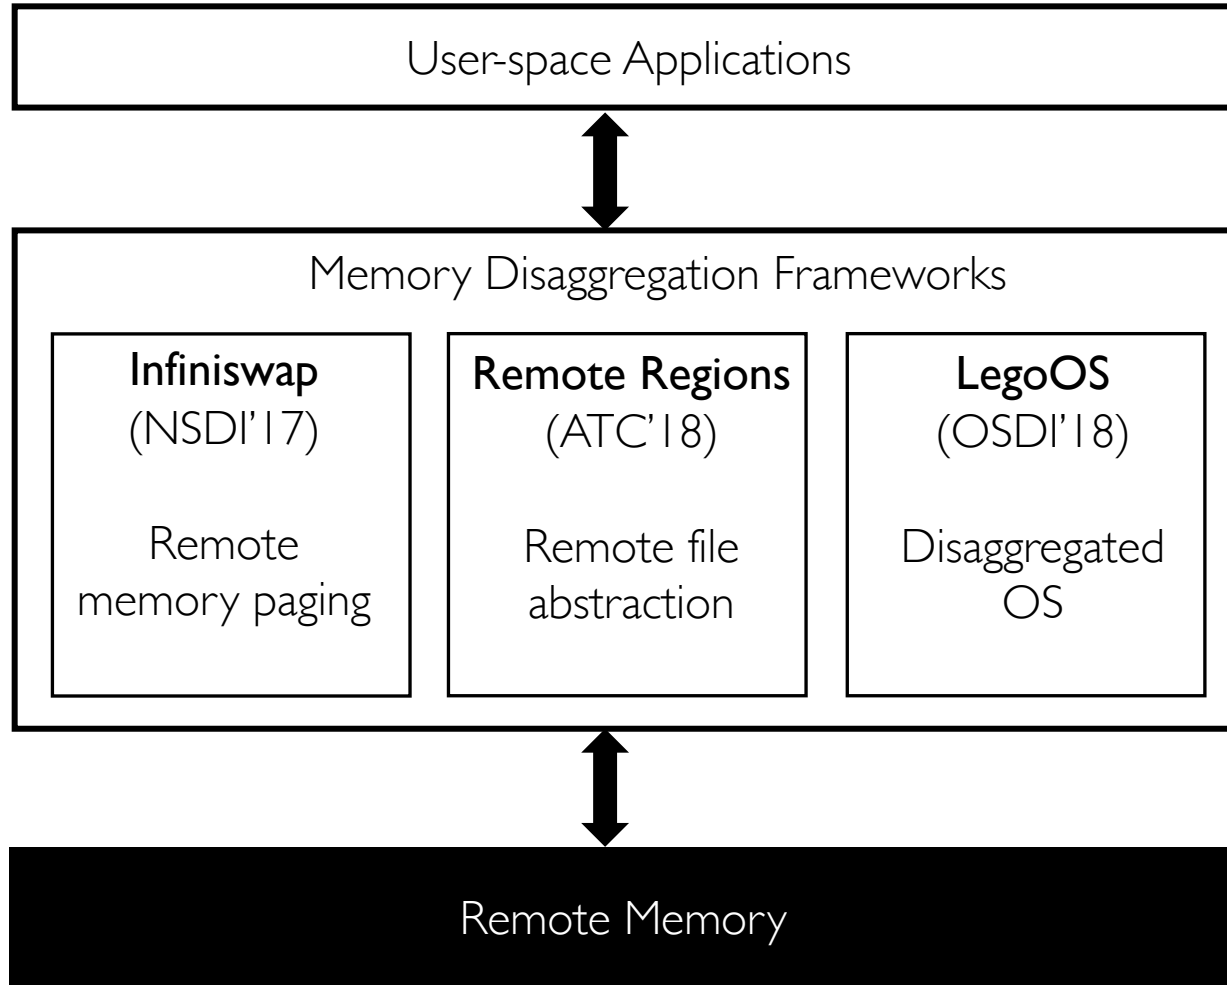 User-space Applications
Memory Disaggregation Frameworks
Infiniswap
(NSDI’17)
Remote
memory paging
Remote Regions
(ATC’18)
Remote file
abstraction
LegoOS
(OSDI’18)
Disaggregated
OS
Remote Memory